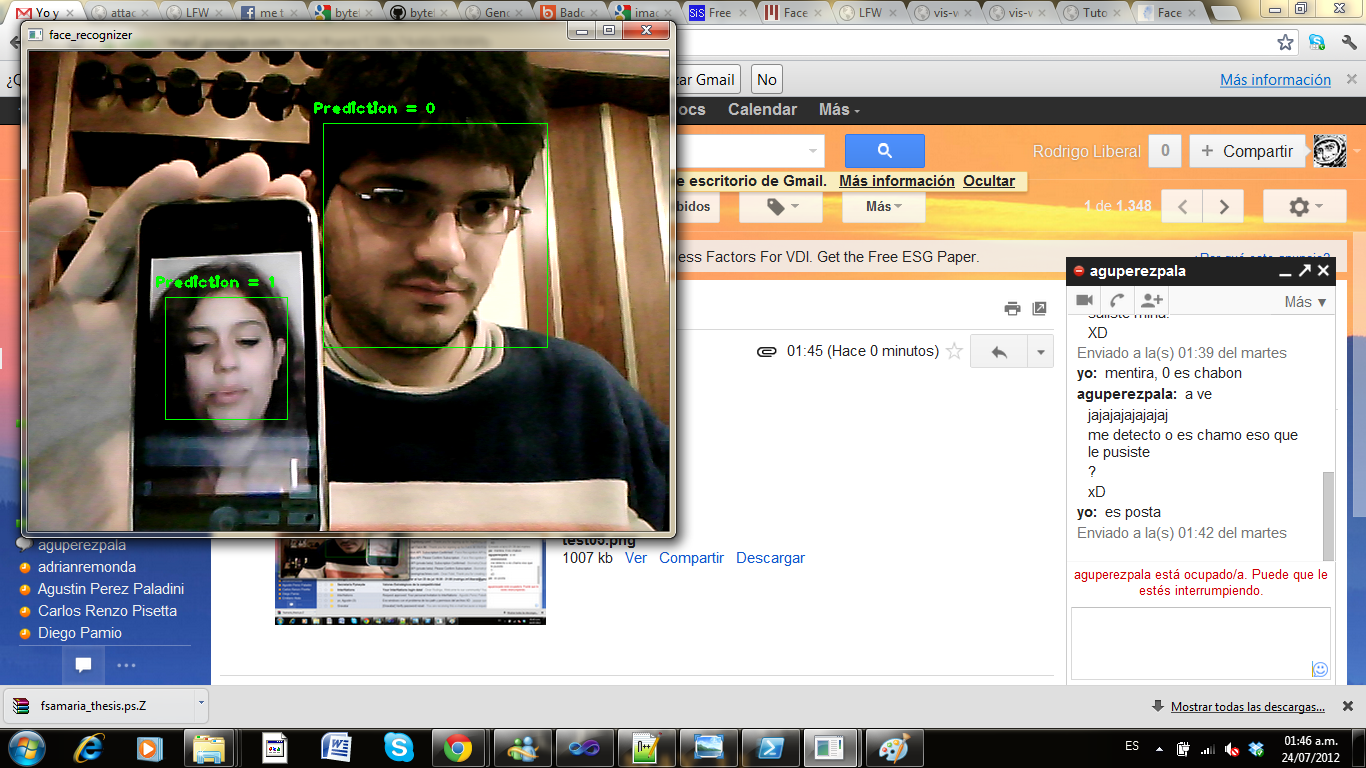 Yo y
attac
LFW
me t
bytef
bytef
Gend
Bado
imag
Free
Face
LFW
vis-v
vis-v
Tuto
Face
face_recognizer
Prediction = 0
Prediction = 1
¿Q
zar Gmail
No
Más información
ocs
Calendar
Más
Rodrigo Liberal
0
+ Compartir
e escritorio de Gmail. Más información Ocultar
bidos
Más
1 de 1.348
ess Factors For VDI. Get the Free ESG Paper.
01:45 (Hace 0 minutos)
test05.png
1007 kb Ver Compartir Descargar
aguperezpala
Más ▼
XD
Enviado a la(s) 01:39 del martes
yo: mentira, 0 es chabon
aguperezpala: a ve
jajajajajajajaj
me detecto o es chamo eso que
le pusiste
?
xD
yo: es posta
Enviado a la(s) 01:42 del martes
aguperezpala está ocupado/a. Puede que le
estés interrumpiendo.
aguperezpala
adrianremonda
Agustin Perez Paladini
Carlos Renzo Pisetta
Diego Pamio
fsamaria_thesis.ps.Z
Mostrar todas las descargas...
ES
01:46 a.m.
24/07/2012